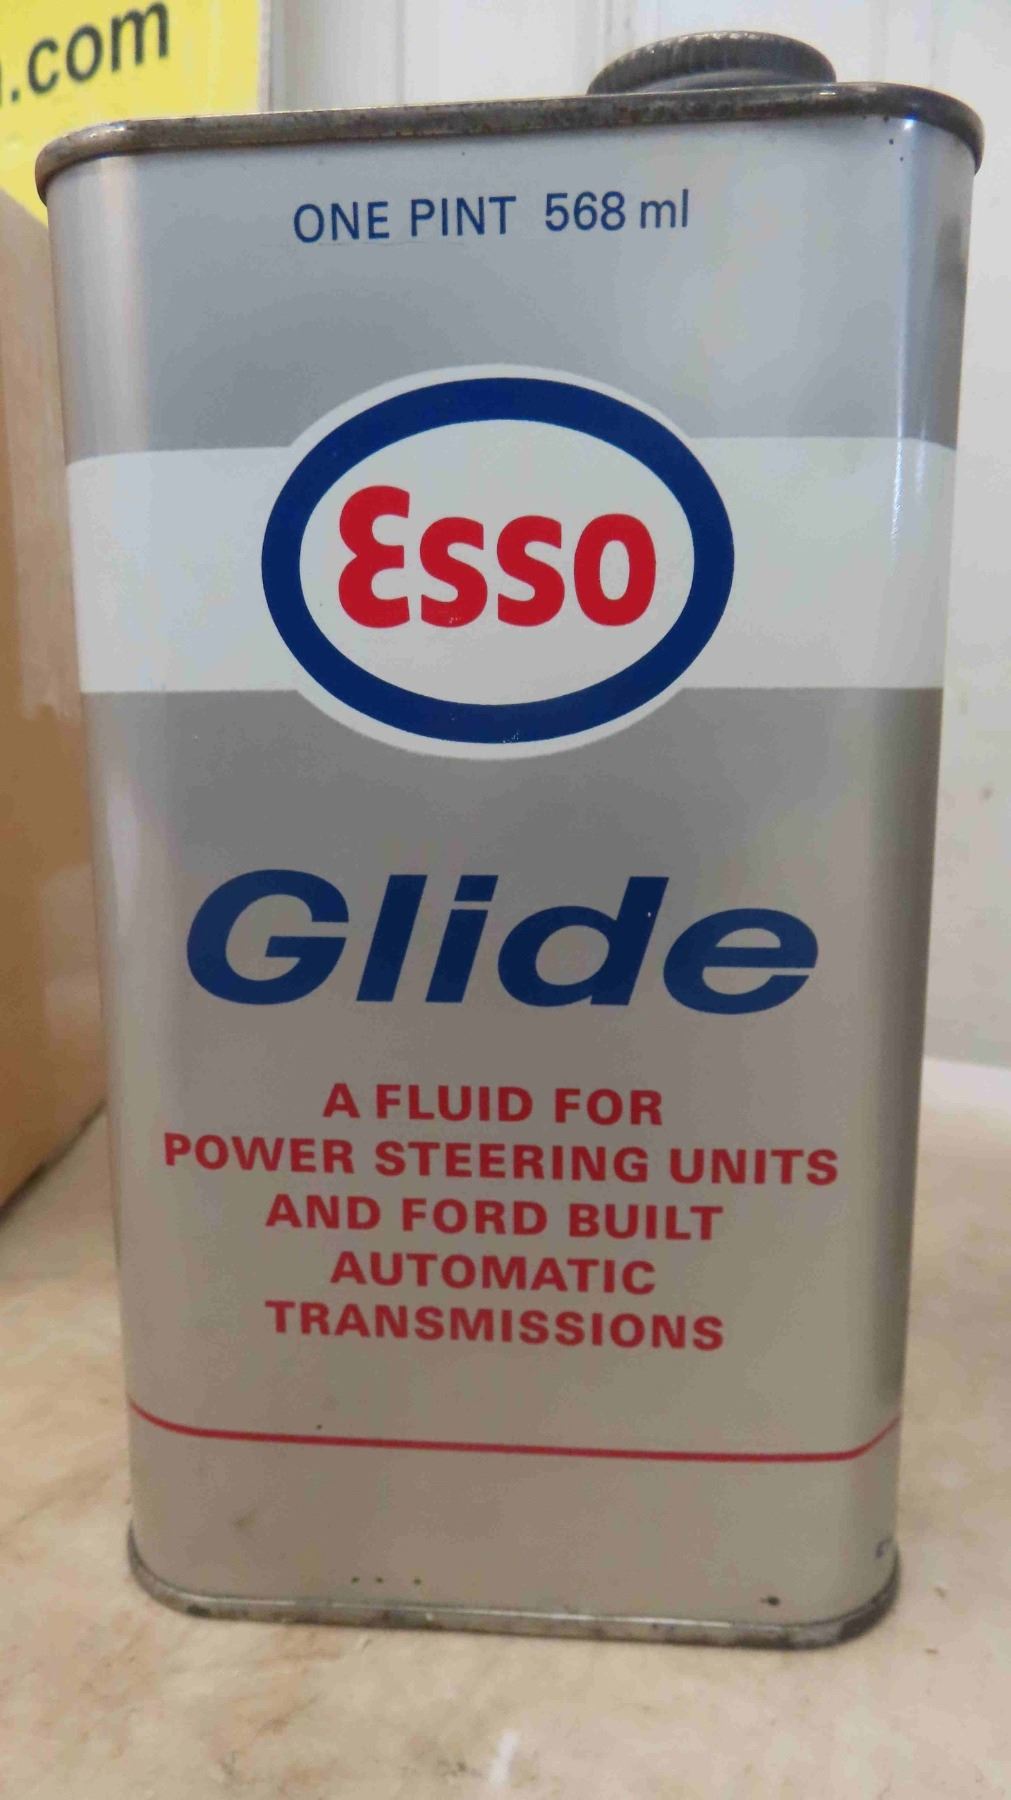 .com
ONE PINT 568 ml
Esso
Glide
A FLUID FOR
POWER STEERING UNITS
AND FORD BUILT
AUTOMATIC
TRANSMISSIONS